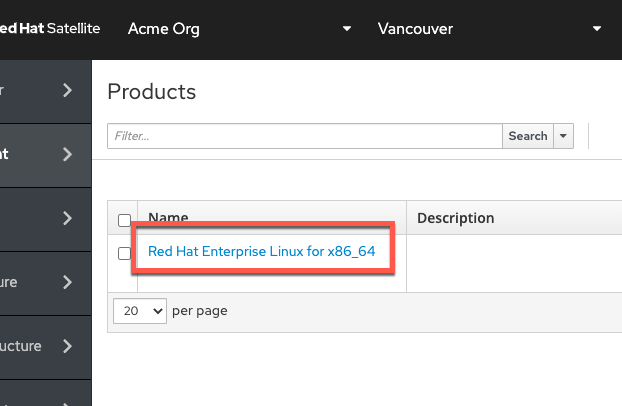 ed Hat Satellite Acme Org Vancouver
Products
Filter... Search
Name Description
Red Hat Enterprise Linux for x86_64
20 per page
r
nt
ure
ucture